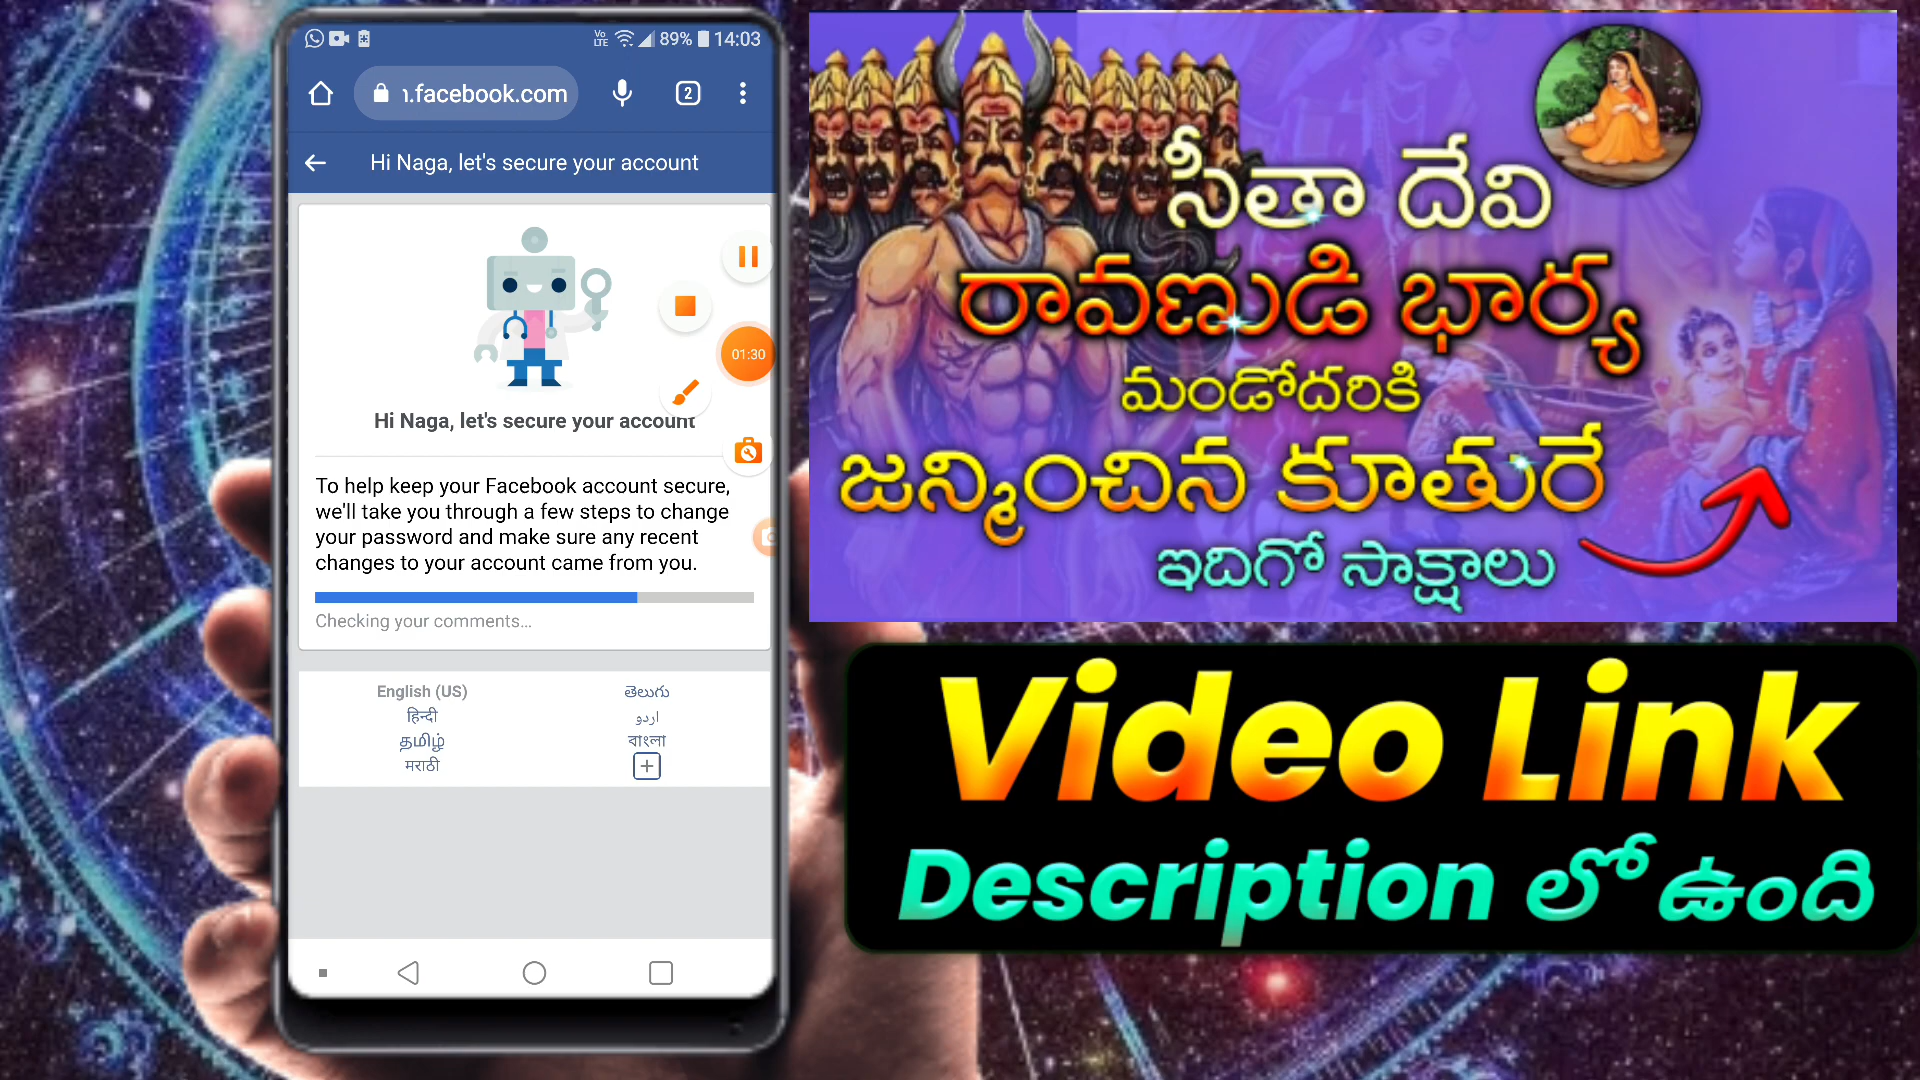 Vo
LTE
89%
14:03
.facebook.com
2
Hi Naga, let's secure your account
01:30
Hi Naga, let's secure your account
To help keep your Facebook account secure,
we'll take you through a few steps to change
your password and make sure any recent
changes to your account came from you.
Checking your comments...
English (US)
తెలుగు
हिन्दी
اردو
தமிழ்
বাংলা
मराठी
సీతా దేవి
రావణుడి భార్య
మండోదరికి
జన్మించిన కూతురే
ఇదిగో సాక్షాలు
Video Link
Description లో ఉంది